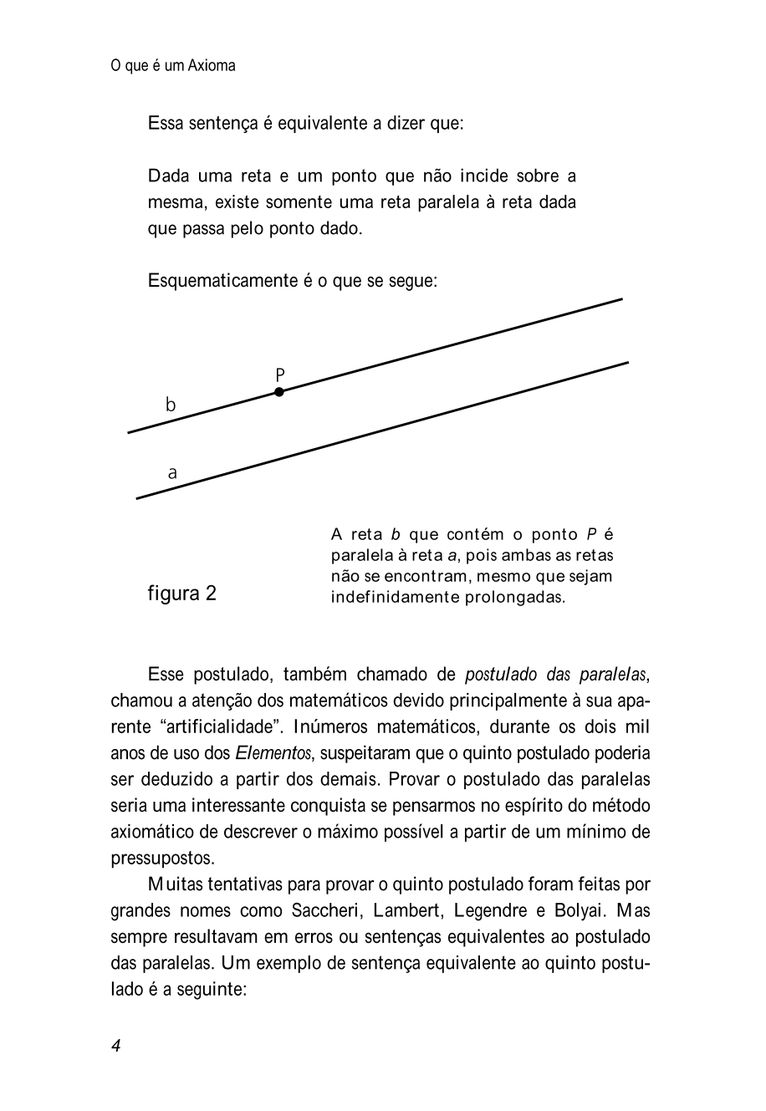 O que é um Axioma
Essa sentença é equivalente a dizer que:
Dada uma reta e um ponto que não incide sobre a
mesma, existe somente uma reta paralela à reta dada
que passa pelo ponto dado.
Esquematicamente é o que se segue:
P
b
a
A reta b que contém o ponto P é
paralela à reta a, pois ambas as retas
não se encontram, mesmo que sejam
indefinidamente prolongadas.
figura 2
Esse postulado, também chamado de postulado das paralelas,
chamou a atenção dos matemáticos devido principalmente à sua apa-
rente “artificialidade”. Inúmeros matemáticos, durante os dois mil
anos de uso dos Elementos, suspeitaram que o quinto postulado poderia
ser deduzido a partir dos demais. Provar o postulado das paralelas
seria uma interessante conquista se pensarmos no espírito do método
axiomático de descrever o máximo possível a partir de um mínimo de
pressupostos.
Muitas tentativas para provar o quinto postulado foram feitas por
grandes nomes como Saccheri, Lambert, Legendre e Bolyai. Mas
sempre resultavam em erros ou sentenças equivalentes ao postulado
das paralelas. Um exemplo de sentença equivalente ao quinto postu-
lado é a seguinte:
4